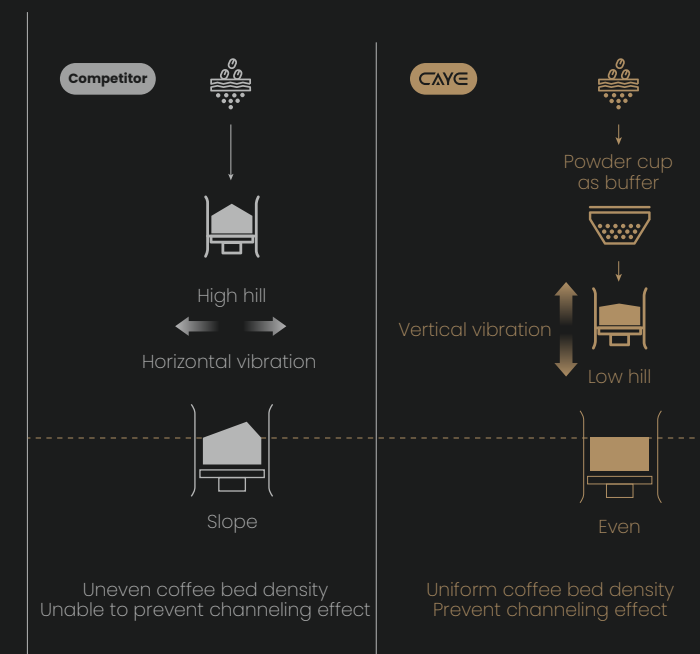 Competitor
High hill
Horizontal vibration
Slope
Uneven coffee bed density
Unable to prevent channeling effect
CAYE
Powder cup
as buffer
Vertical vibration
Low hill
Even
Uniform coffee bed density
Prevent channeling effect